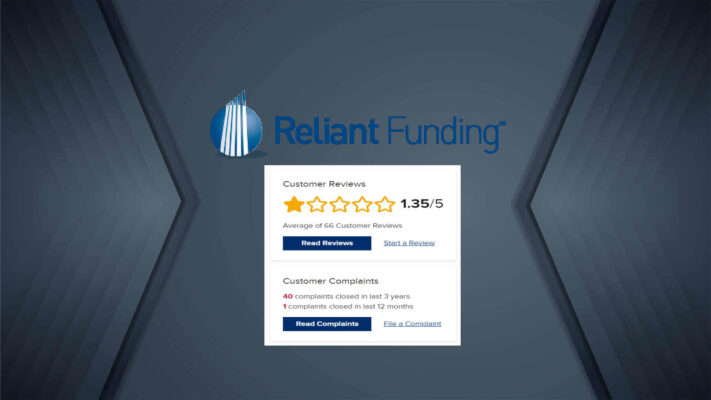 Reliant Funding℠
Customer Reviews
1.35/5
Average of 66 Customer Reviews
Read Reviews Start a Review
Customer Complaints
40 complaints closed in last 3 years
1 complaints closed in last 12 months
Read Complaints File a Complaint